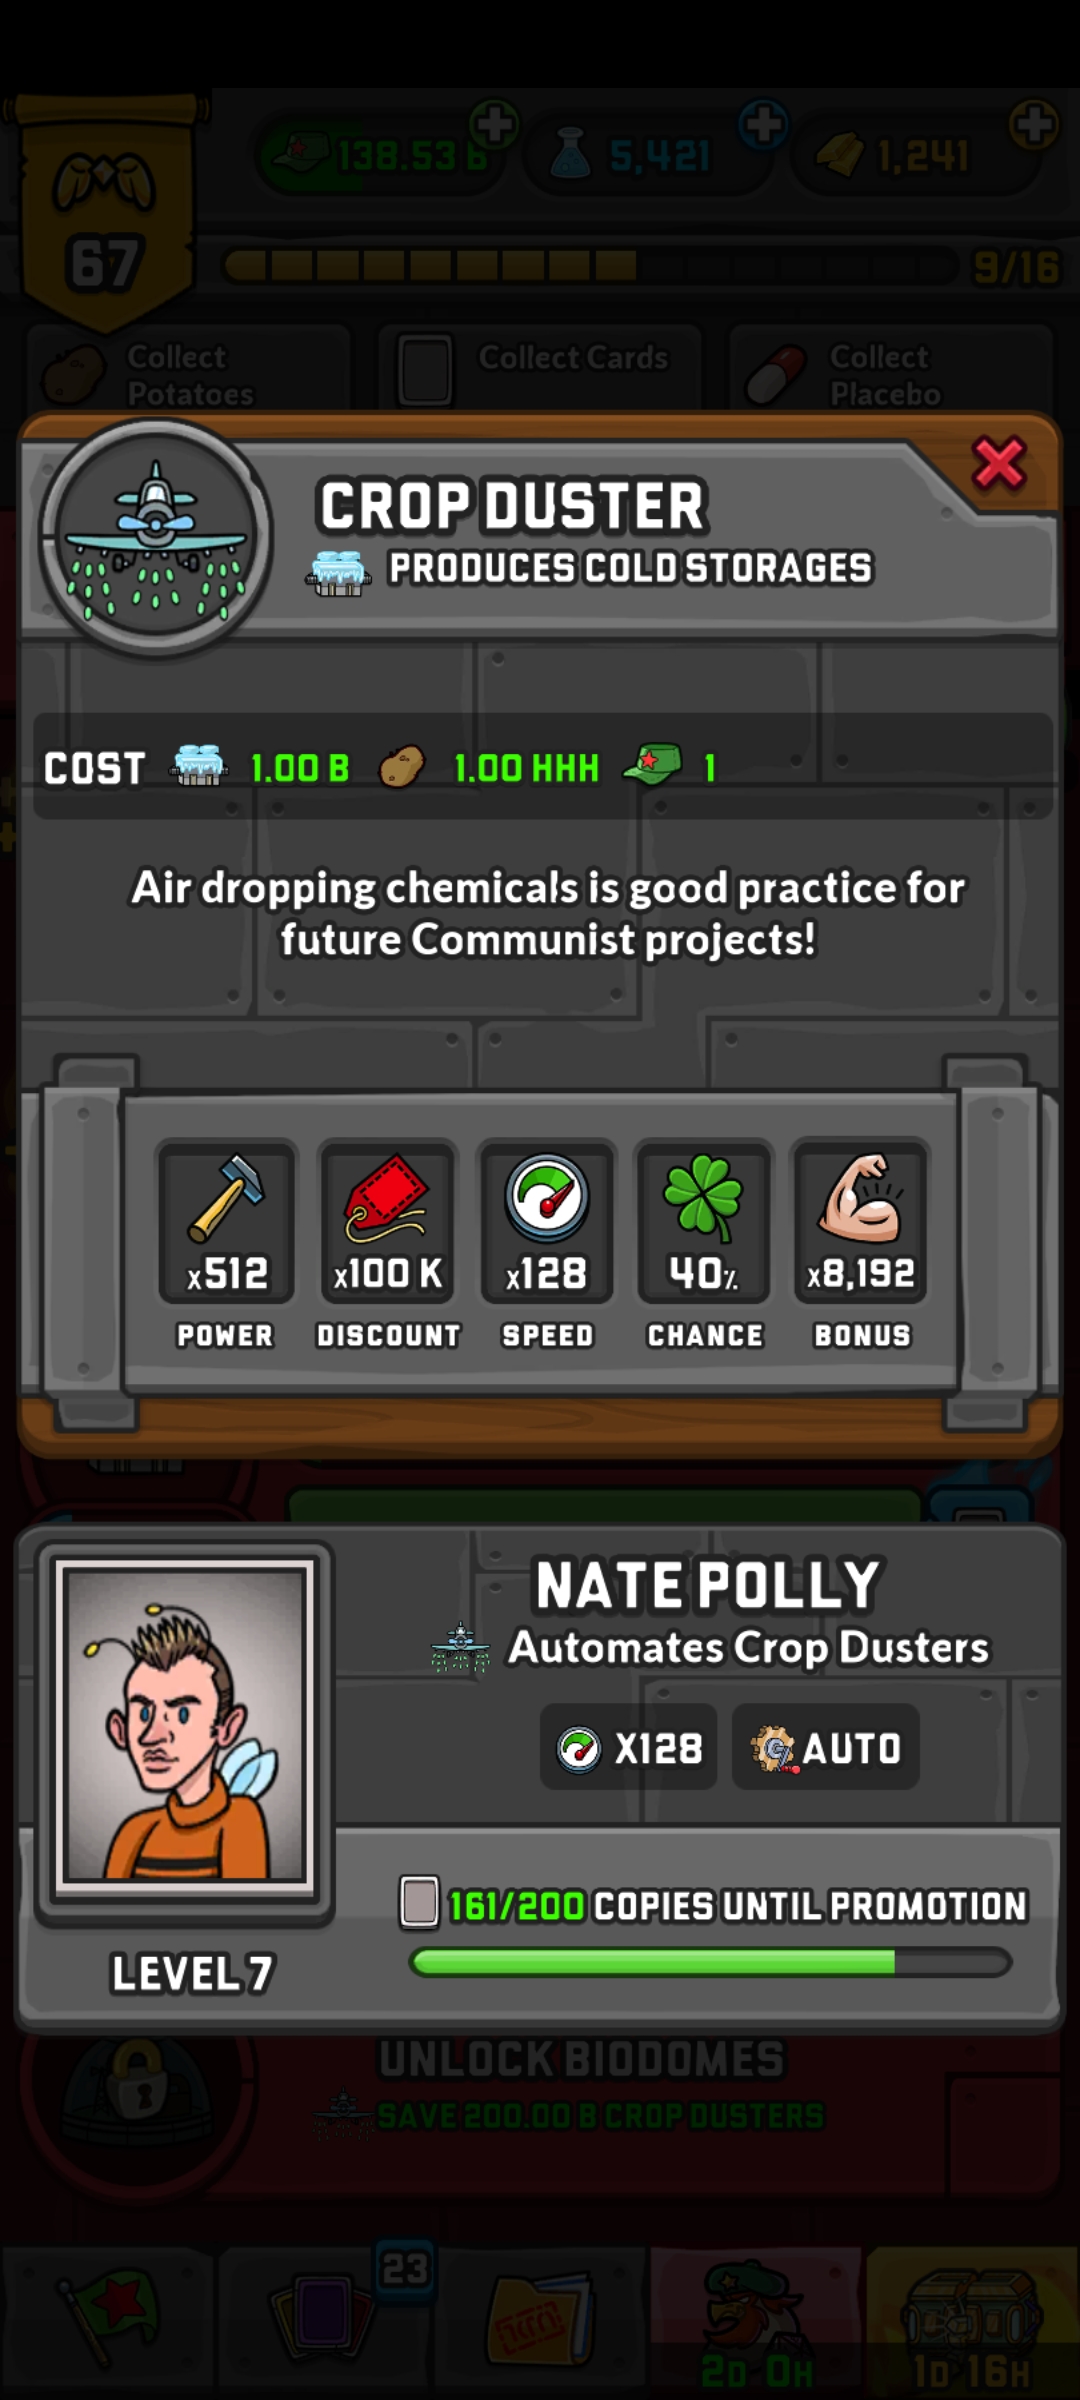 138.53 B
5,421
1,241
67
9/16
Collect
Potatoes
Collect Cards
Collect
Placebo
CROP DUSTER
PRODUCES COLD STORAGES
COST 1.00 B 1.00 HHH 1
Air dropping chemicals is good practice for
future Communist projects!
x512
x100 K
x128
40%
x8,192
POWER
DISCOUNT
SPEED
CHANCE
BONUS
NATE POLLY
Automates Crop Dusters
X128
AUTO
161/200 COPIES UNTIL PROMOTION
LEVEL 7
UNLOCK BIODOMES
SAVE 200.00 B CROP DUSTERS
23
2D 0H
1D 16H